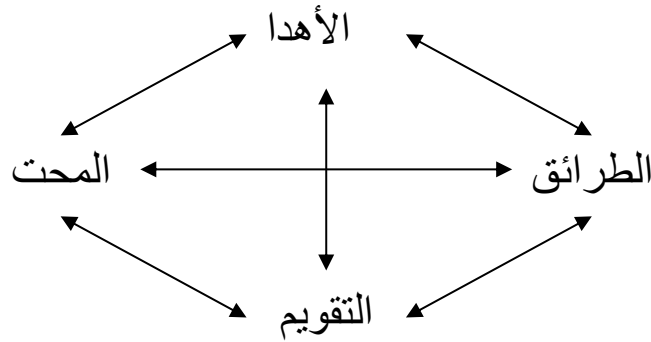 الأهدا
الطرائق
المحت
التقويم